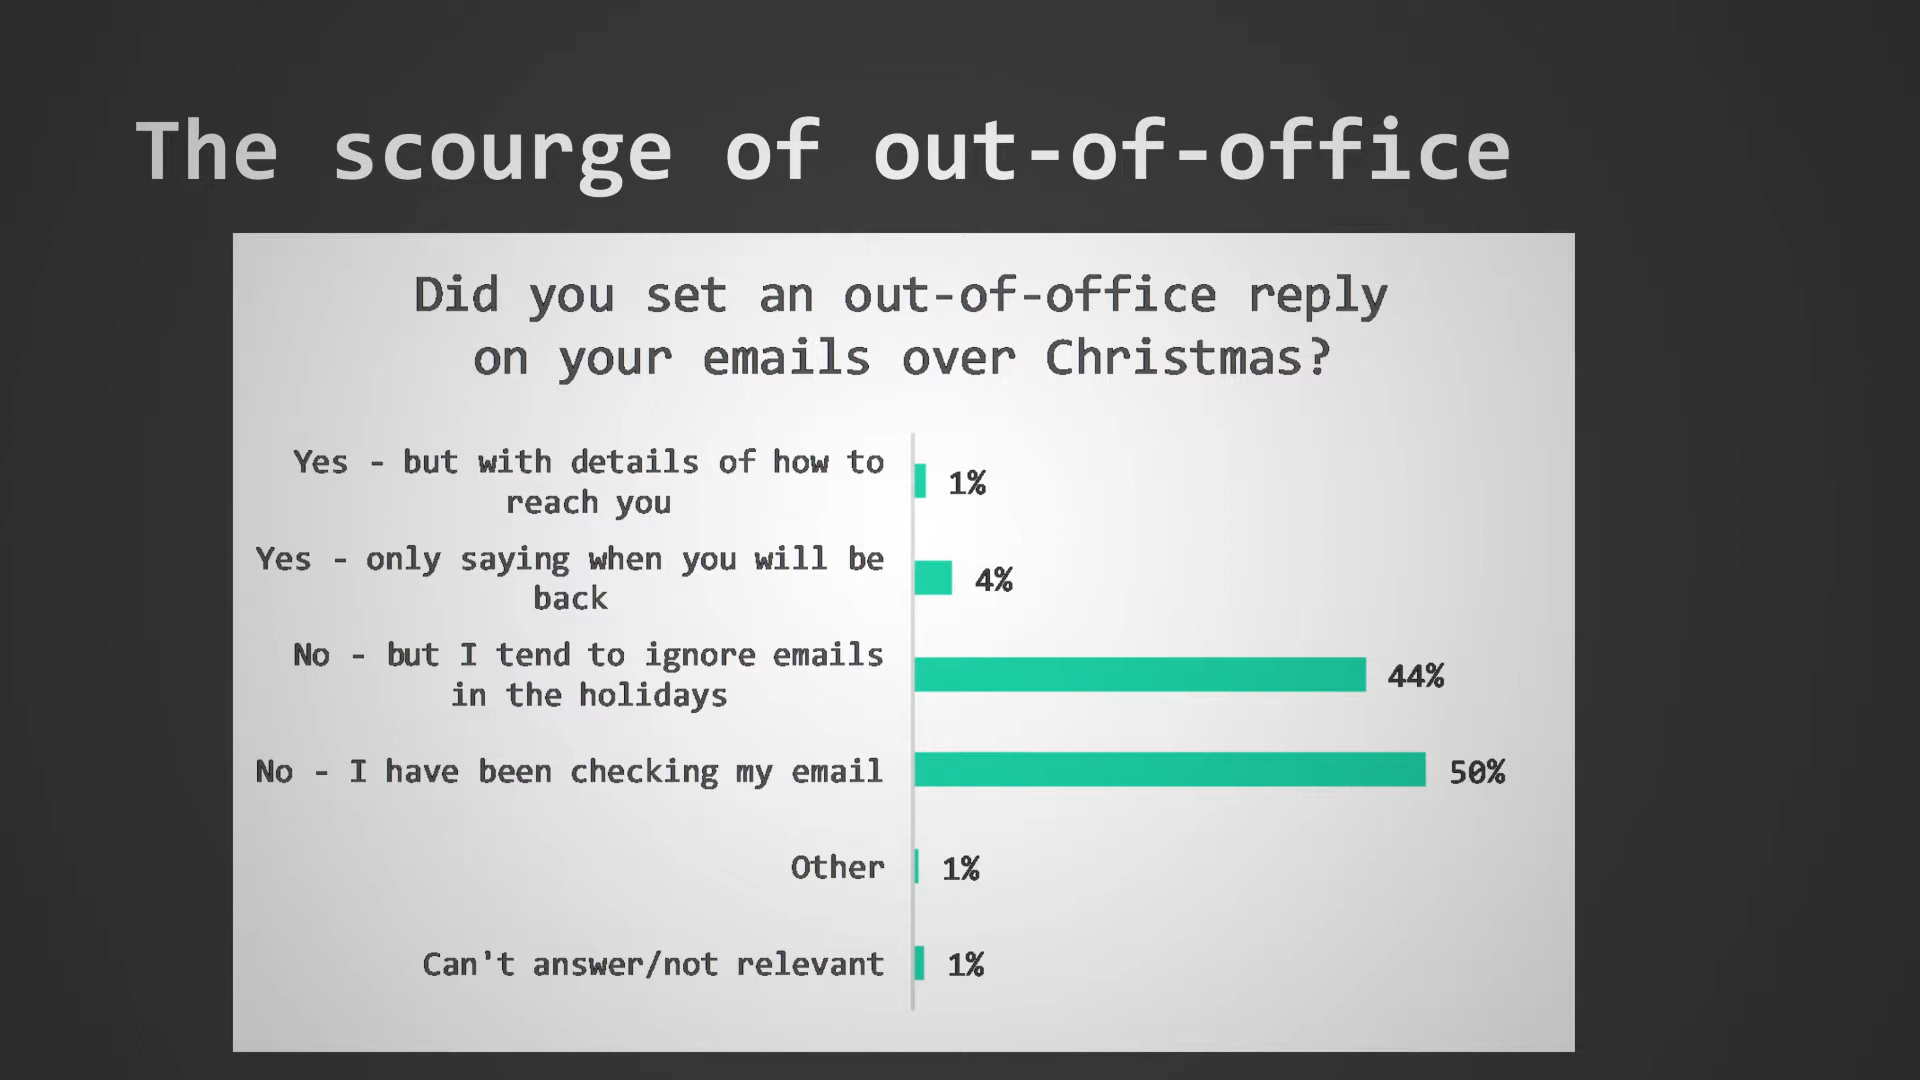 The scourge of out-of-office
Did you set an out-of-office reply
on your emails over Christmas?
Yes - but with details of how to
reach you
1%
Yes - only saying when you will be
back
4%
No - but I tend to ignore emails
in the holidays
44%
No - I have been checking my email
50%
Other
1%
Can't answer/not relevant
1%